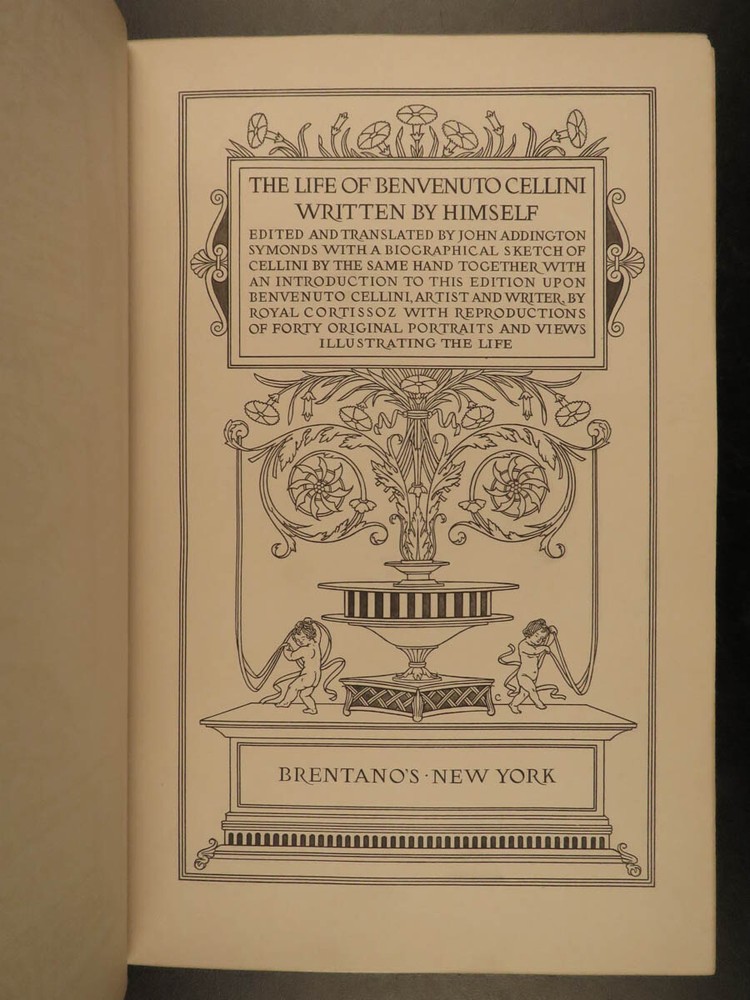 THE LIFE OF BENVENUTO CELLINI
WRITTEN BY HIMSELF
EDITED AND TRANSLATED BY JOHN ADDINGTON
SYMONDS WITH A BIOGRAPHICAL SKETCH OF
CELLINI BY THE SAME HAND TOGETHER WITH
AN INTRODUCTION TO THIS EDITION UPON
BENVENUTO CELLINI, ARTIST AND WRITER, BY
ROYAL CORTISSOZ WITH REPRODUCTIONS
OF FORTY ORIGINAL PORTRAITS AND VIEWS
ILLUSTRATING THE LIFE
C
BRENTANO'S · NEW YORK